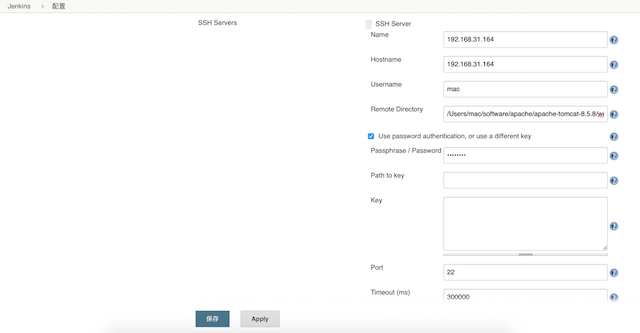 Jenkins › 配置
SSH Servers
SSH Server
Name
192.168.31.164
Hostname
192.168.31.164
Username
mac
Remote Directory
/Users/mac/software/apache/apache-tomcat-8.5.8/we
Use password authentication, or use a different key
Passphrase / Password
••••••••
Path to key
Key
Port
22
Timeout (ms)
300000
保存
Apply